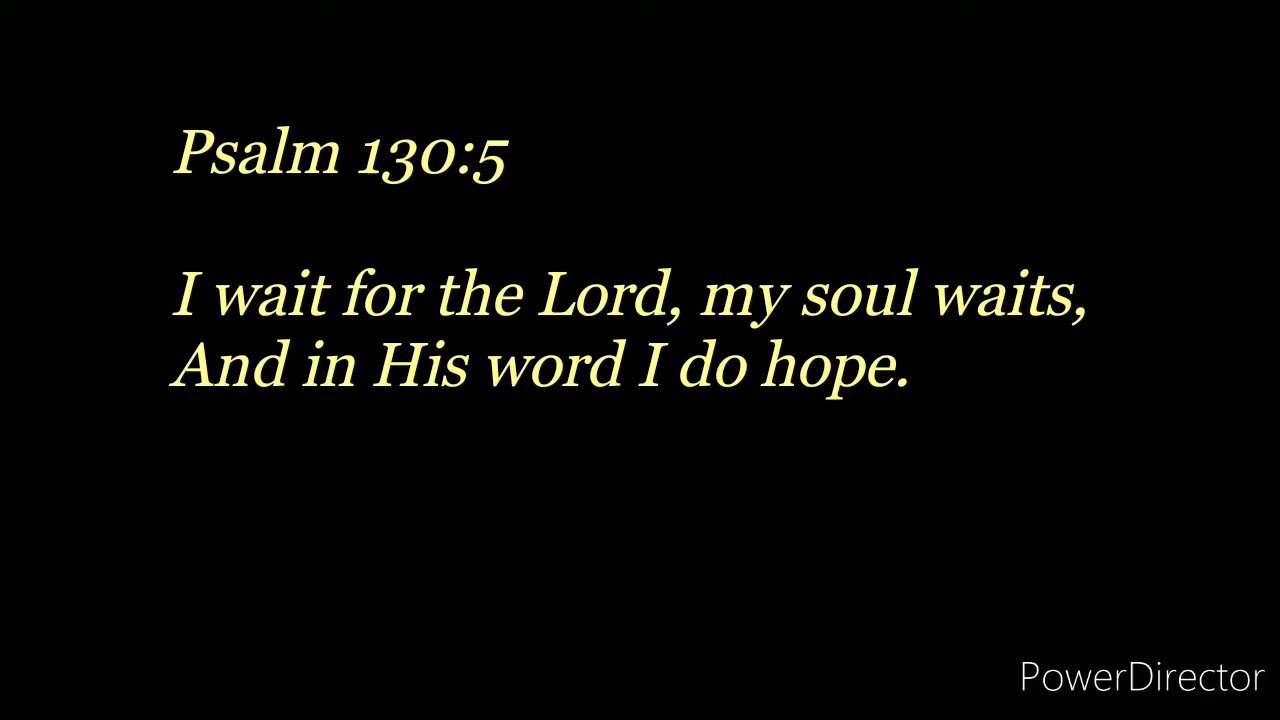 Psalm 130:5
I wait for the Lord, my soul waits,
And in His word I do hope.
PowerDirector